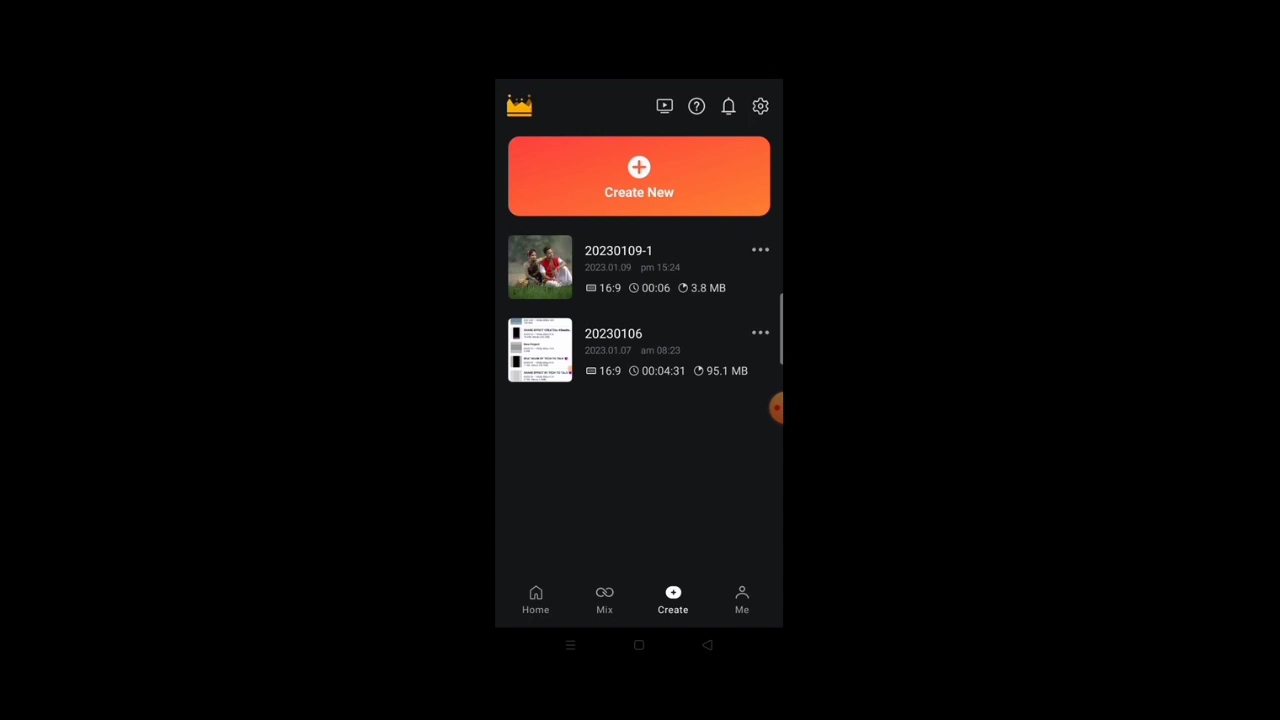 Create New
20230109-1
2023.01.09 pm 15:24
16:9 00:06 3.8 MB
20230106
2023.01.07 am 08:23
16:9 00:04:31 95.1 MB
Home Mix Create Me